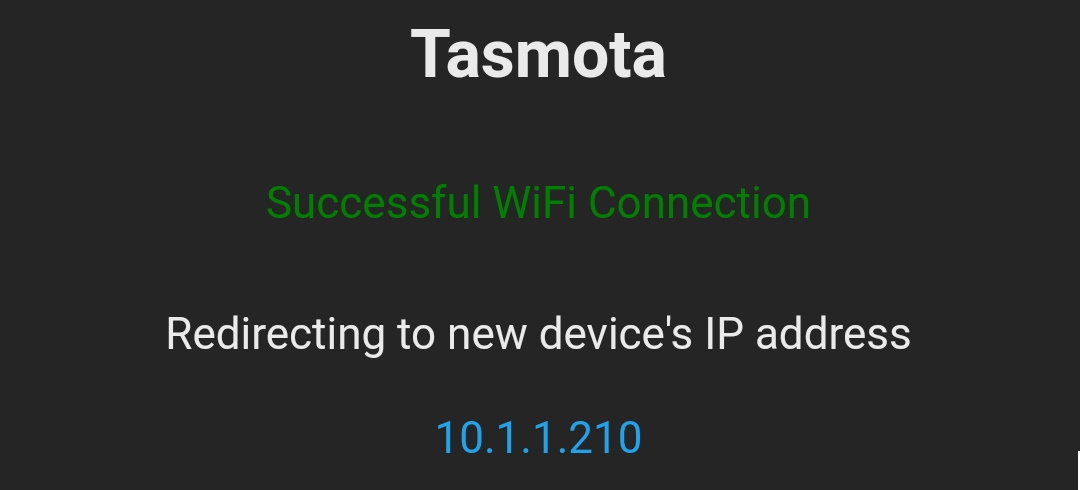 Tasmota
Successful WiFi Connection
Redirecting to new device's IP address
10.1.1.210